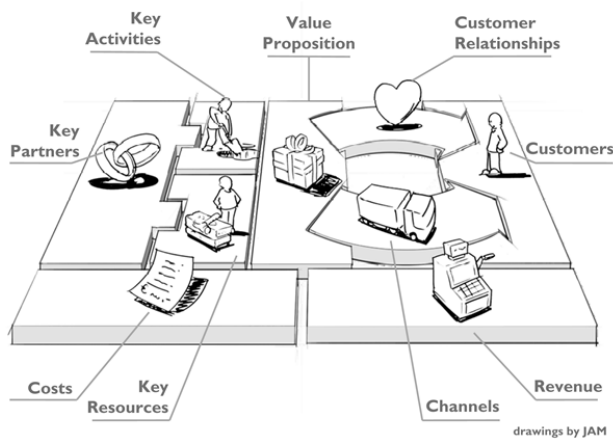 Key
Activities
Value
Proposition
Customer
Relationships
Key
Partners
Customers
Costs
Key
Resources
Channels
Revenue
drawings by JAM